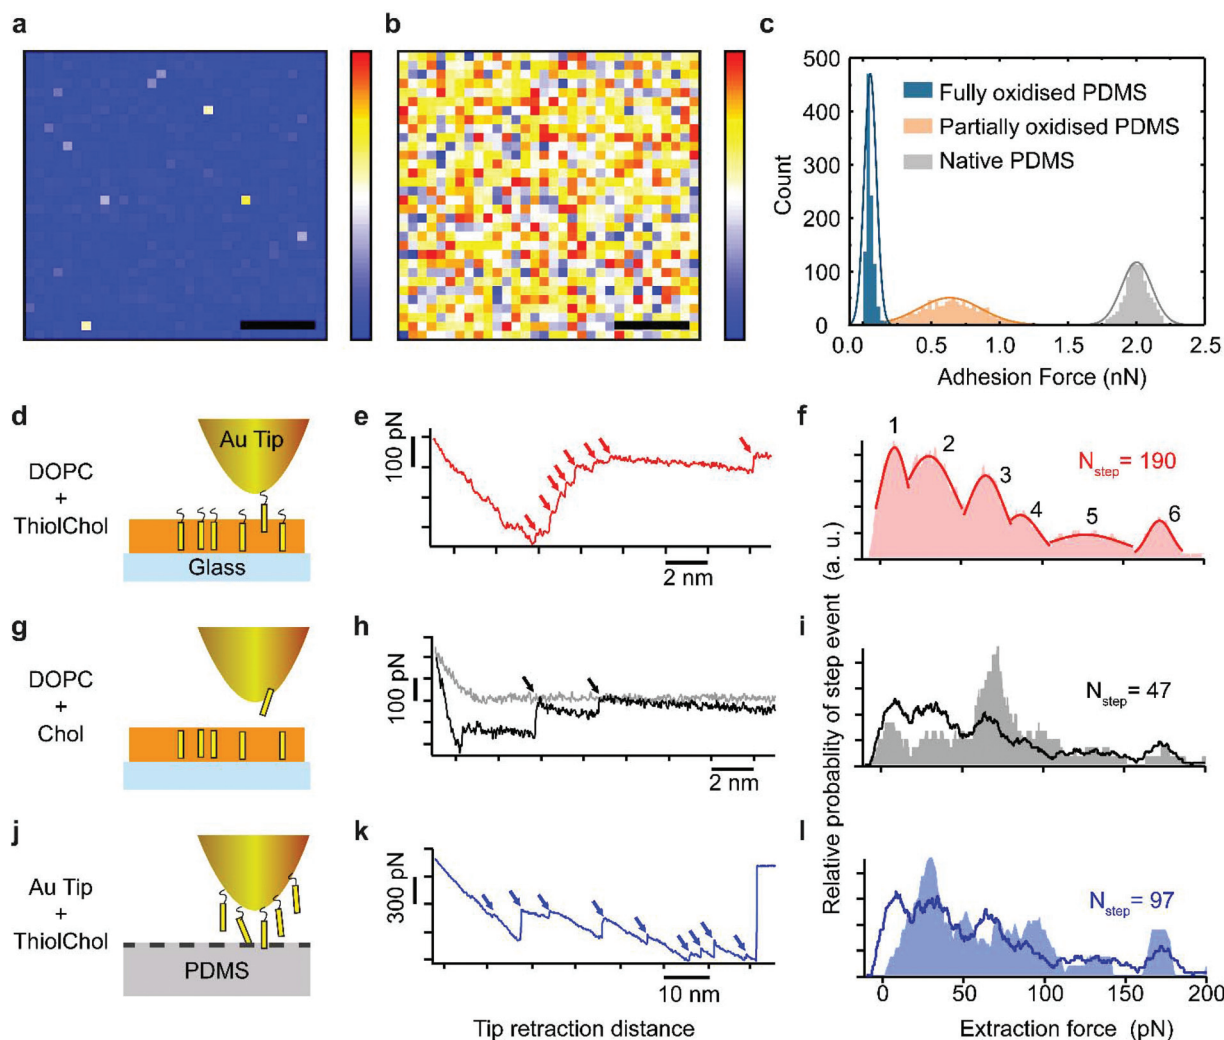 a
b
c
500
400
300
200
100
0
Count
Fully oxidised PDMS
Partially oxidised PDMS
Native PDMS
0.0 0.5 1.0 1.5 2.0 2.5
Adhesion Force (nN)
d
DOPC
+
ThiolChol
Au Tip
Glass
e
100 pN
2 nm
f
1
2
3
4
5
6
N_step = 190
g
DOPC
+
Chol
h
100 pN
2 nm
i
N_step = 47
j
Au Tip
+
ThiolChol
PDMS
k
300 pN
10 nm
Tip retraction distance
l
N_step = 97
Relative probability of step event (a. u.)
0 50 100 150 200
Extraction force (pN)